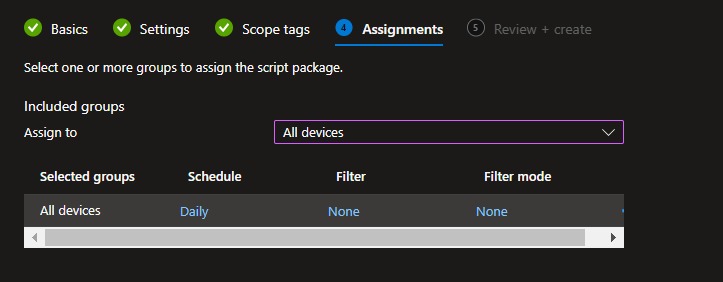 Basics Settings Scope tags 4 Assignments 5 Review + create
Select one or more groups to assign the script package.
Included groups
Assign to All devices
Selected groups Schedule Filter Filter mode
All devices Daily None None